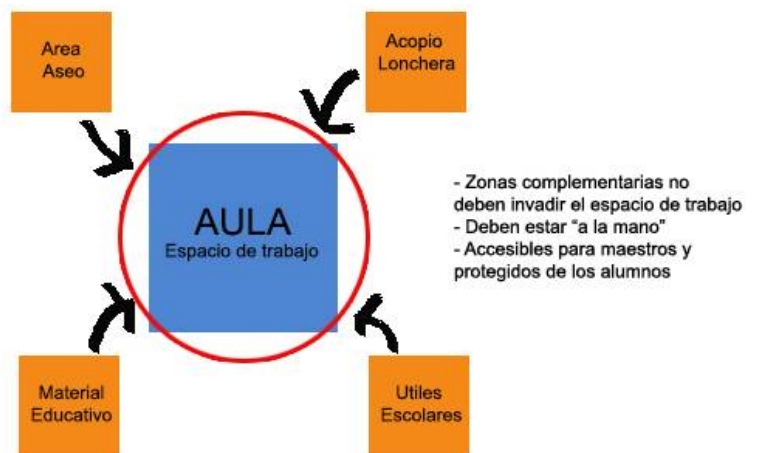 Area
Aseo
Acopio
Lonchera
AULA
Espacio de trabajo
- Zonas complementarias no
deben invadir el espacio de trabajo
- Deben estar "a la mano"
- Accesibles para maestros y
protegidos de los alumnos
Material
Educativo
Utiles
Escolares